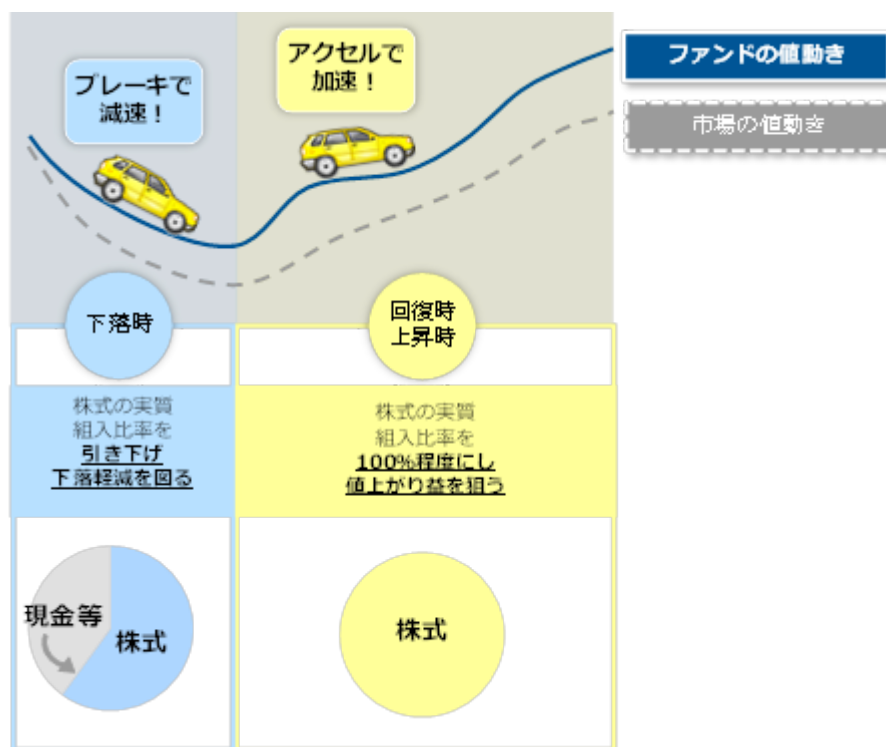 ブレーキで
減速！
アクセルで
加速！
ファンドの値動き
市場の値動き
下落時
回復時
上昇時
株式の実質
組入比率を
引き下げ
下落軽減を図る
株式の実質
組入比率を
100%程度にし
値上がり益を狙う
現金等
株式
株式